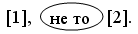 [1], не то [2].